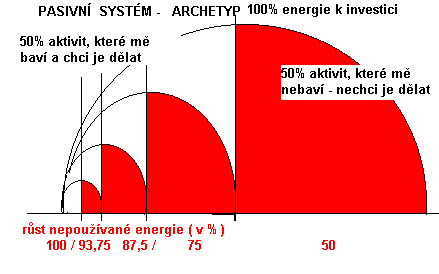 PASIVNÍ SYSTÉM - ARCHETYP 100% energie k investici
50% aktivit, které mě
baví a chci je dělat
50% aktivit, které mě
nebaví - nechci je dělat
růst nepoužívané energie ( v % )
100 / 93,75 87,5 / 75 50